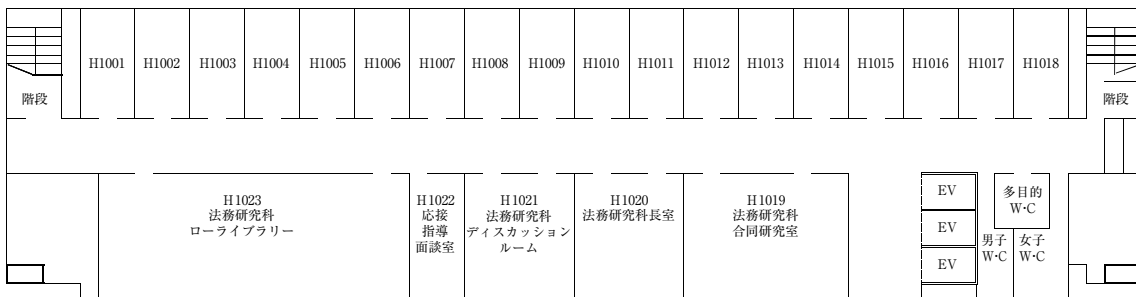 H1001
H1002
H1003
H1004
H1005
H1006
H1007
H1008
H1009
H1010
H1011
H1012
H1013
H1014
H1015
H1016
H1017
H1018
階段
階段
H1023
法務研究科
ローライブラリー
H1022
応接
指導
面談室
H1021
法務研究科
ディスカッション
ルーム
H1020
法務研究科長室
H1019
法務研究科
合同研究室
EV
EV
EV
多目的
W・C
男子
W・C
女子
W・C